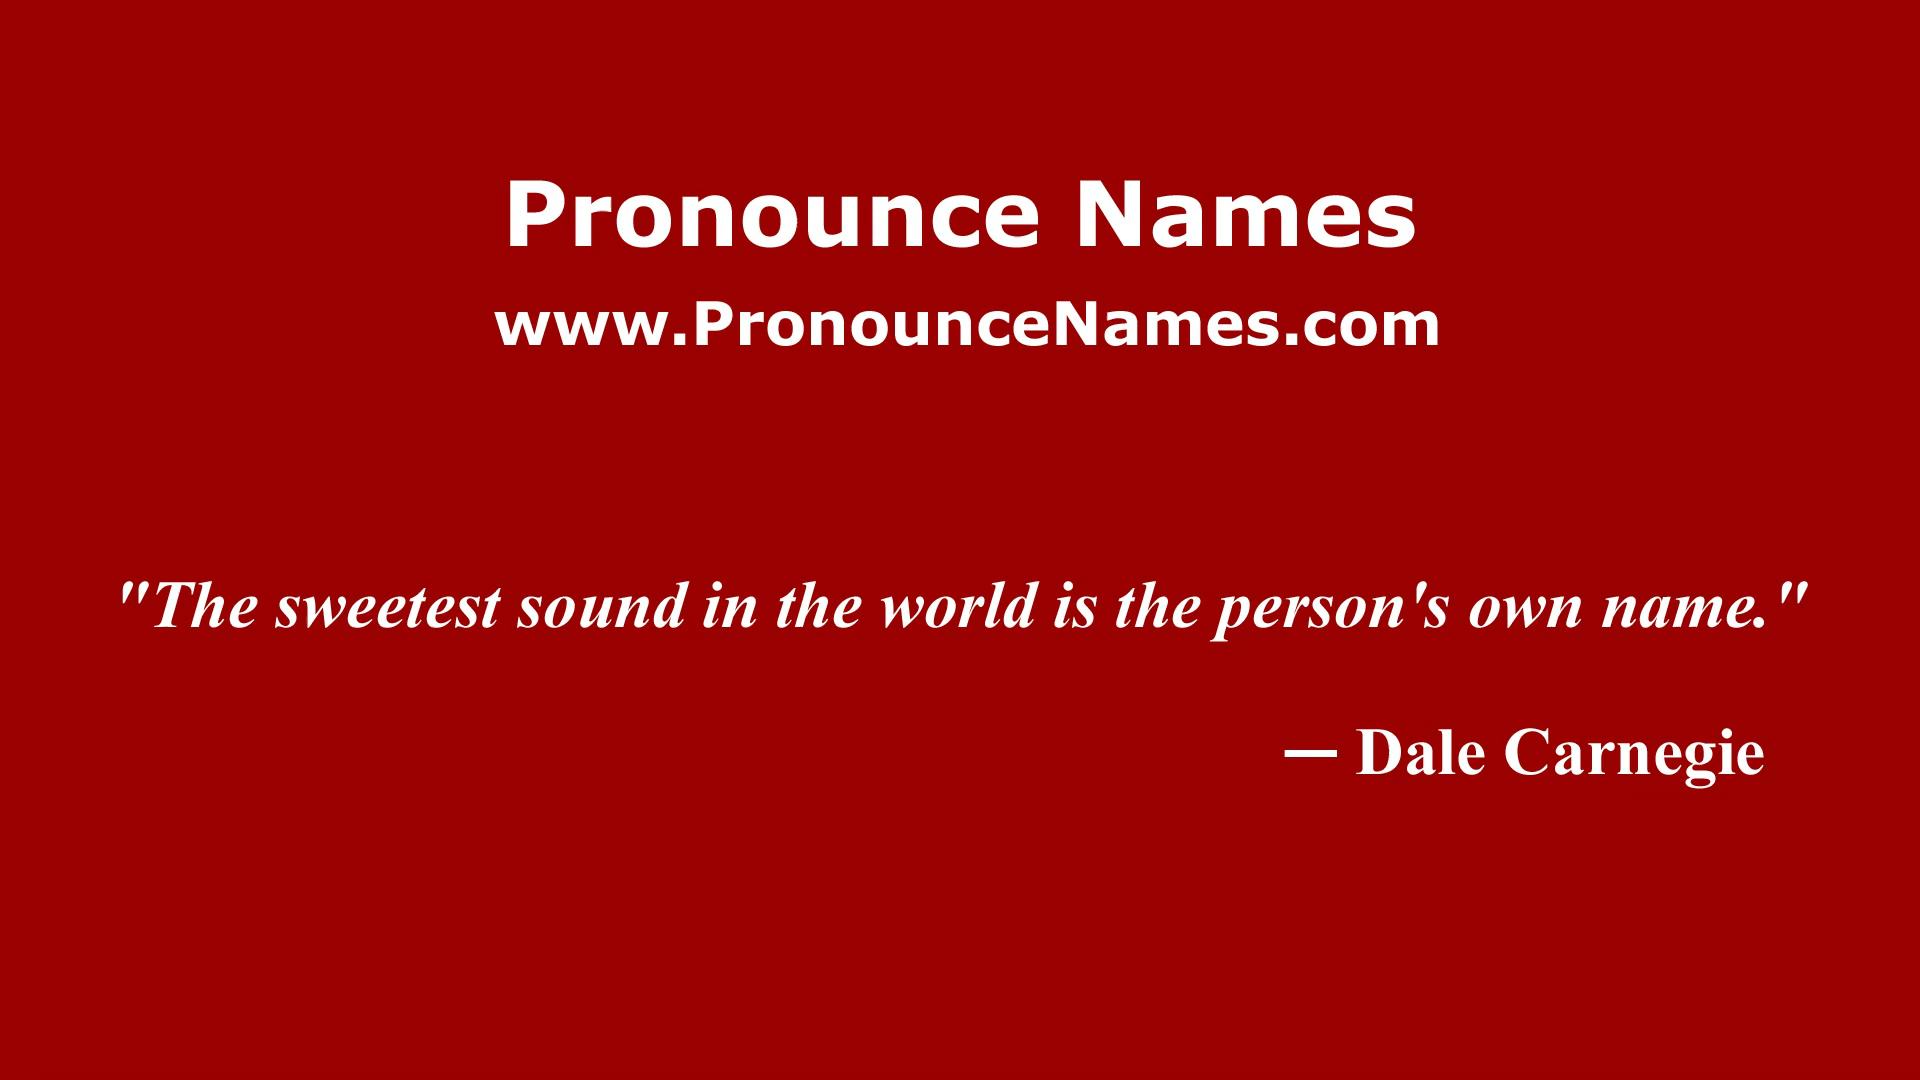 Pronounce Names
www.PronounceNames.com
"The sweetest sound in the world is the person's own name."
— Dale Carnegie